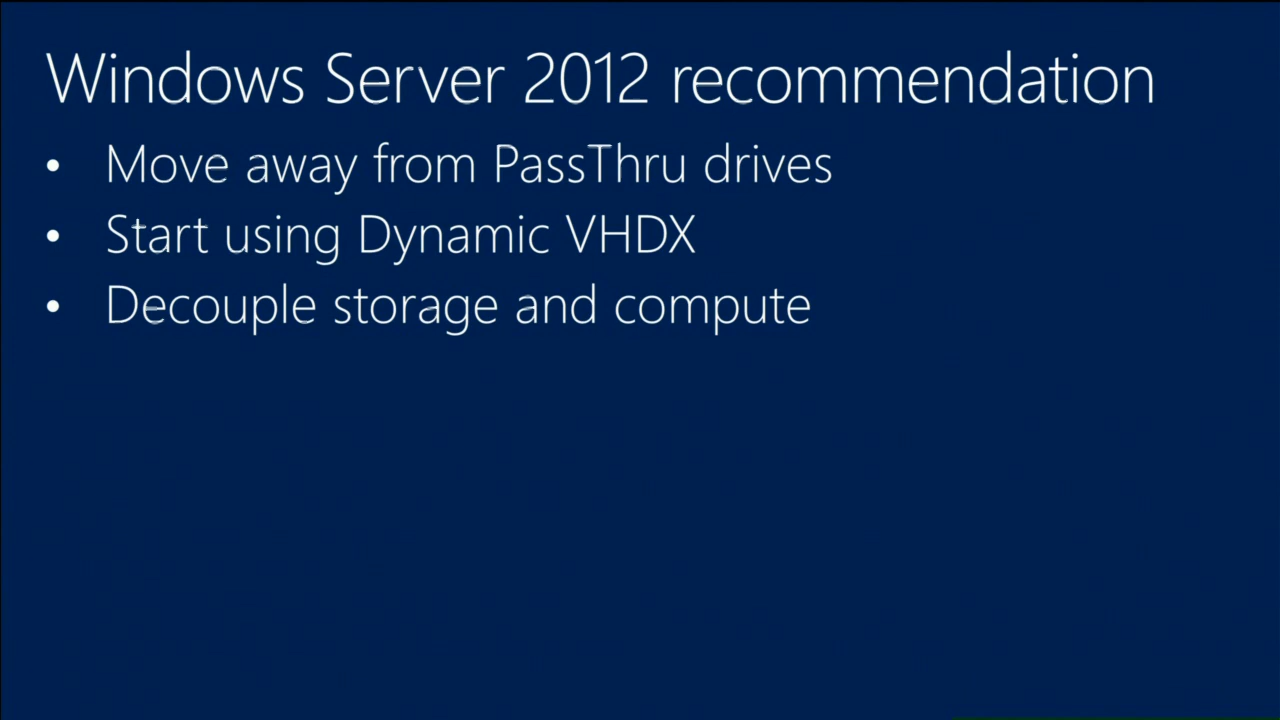 Windows Server 2012 recommendation
• Move away from PassThru drives
• Start using Dynamic VHDX
• Decouple storage and compute